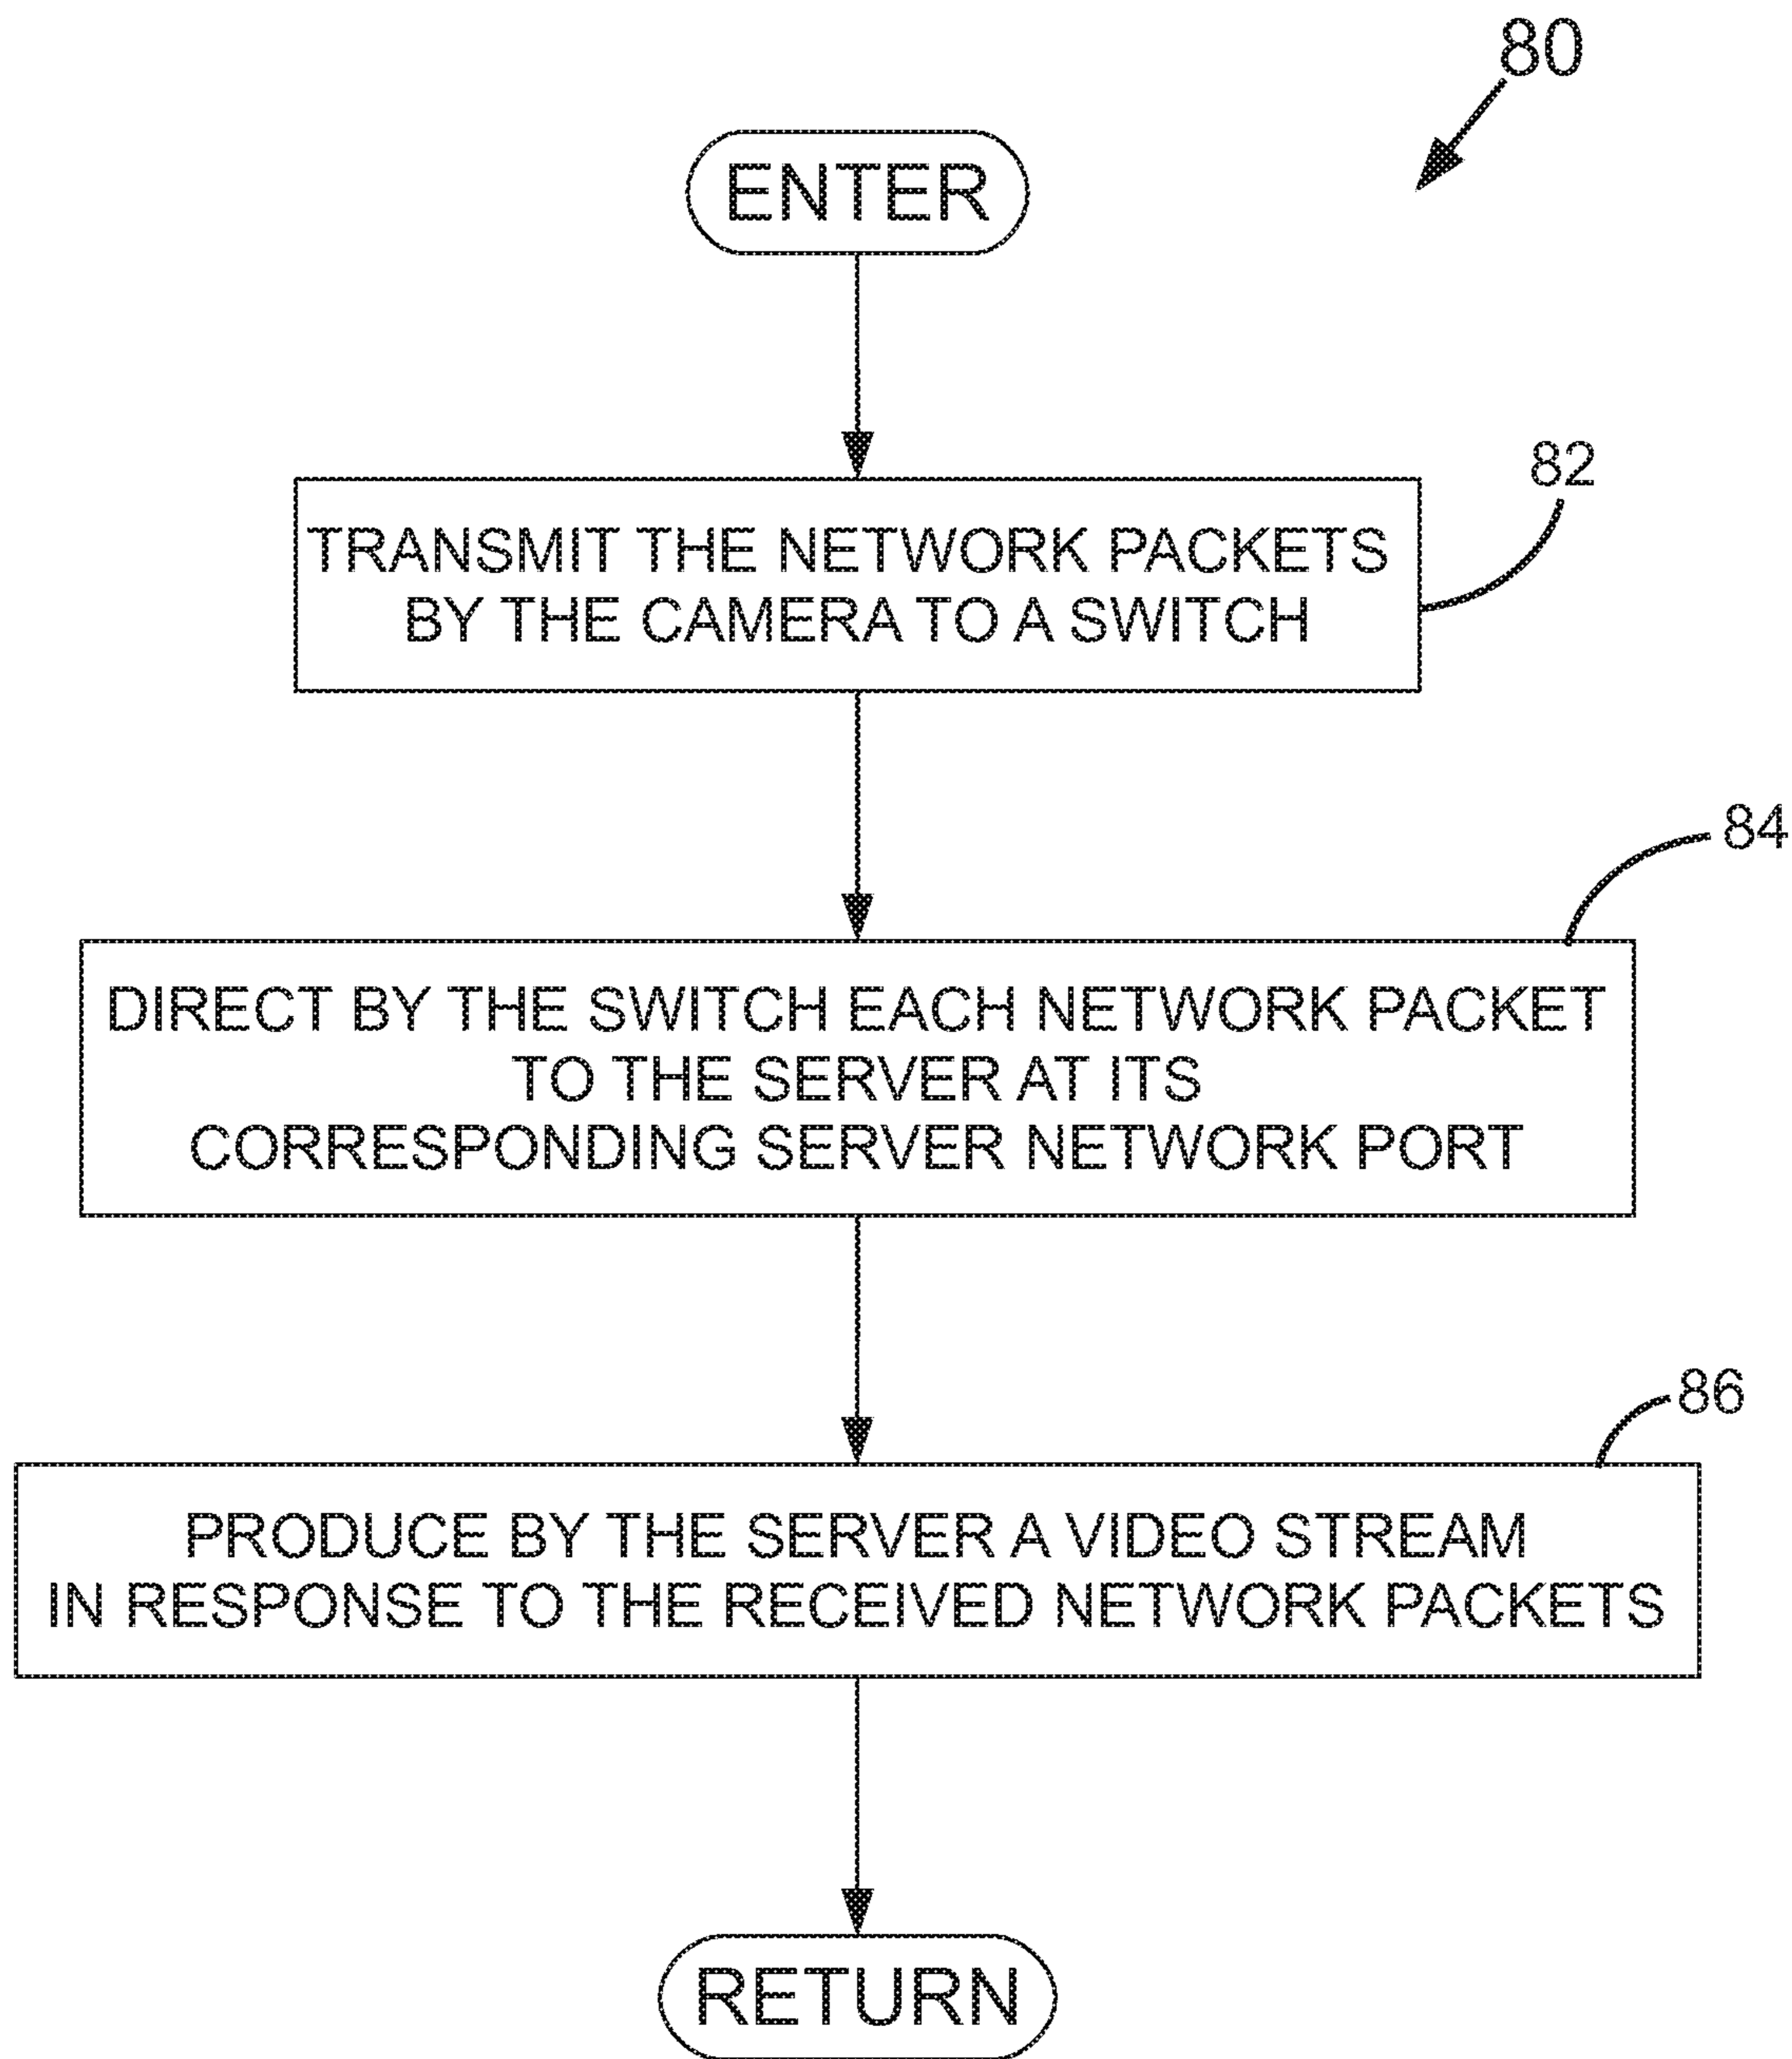 80
ENTER
82
TRANSMIT THE NETWORK PACKETS
BY THE CAMERA TO A SWITCH
84
DIRECT BY THE SWITCH EACH NETWORK PACKET
TO THE SERVER AT ITS
CORRESPONDING SERVER NETWORK PORT
86
PRODUCE BY THE SERVER A VIDEO STREAM
IN RESPONSE TO THE RECEIVED NETWORK PACKETS
RETURN